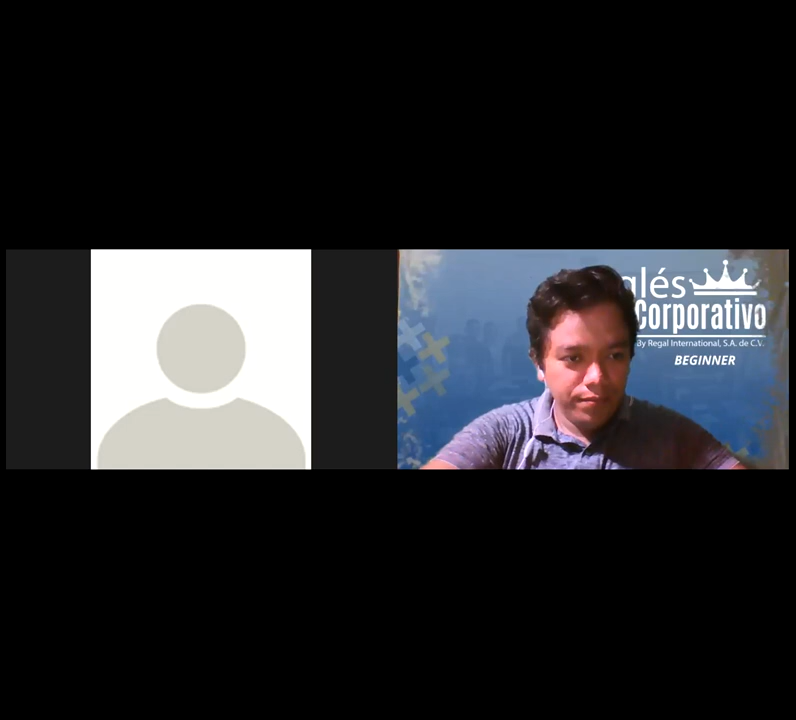 glés
Corporativo
By Regal International, S.A. de C.V.
BEGINNER